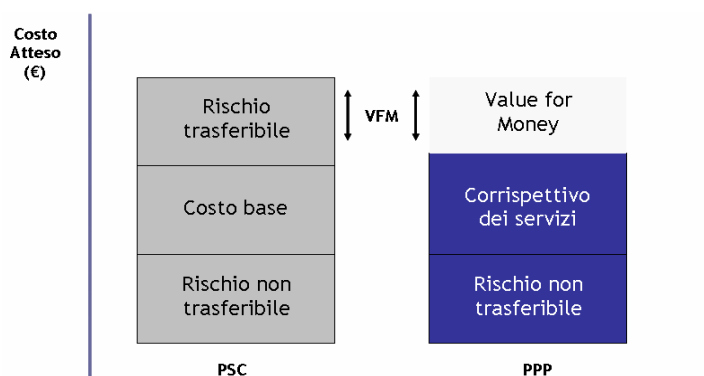 Costo
Atteso
(€)
Rischio
trasferibile
VFM
Value for
Money
Costo base
Corrispettivo
dei servizi
Rischio non
trasferibile
Rischio non
trasferibile
PSC
PPP